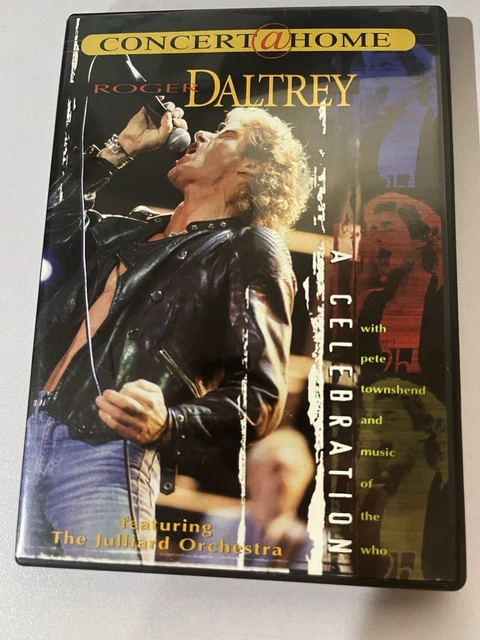 CONCERT@HOME
ROGER DALTREY
A CELEBRATION
with
pete
townshend
and
music
of
the
who
featuring
The Julliard Orchestra